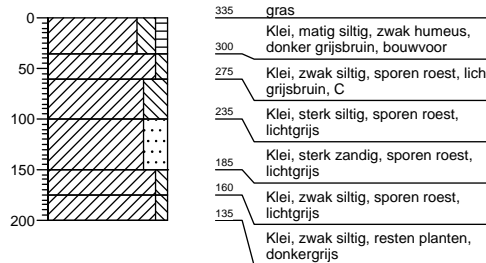 0
50
100
150
200
335 gras
Klei, matig siltig, zwak humeus,
donker grijsbruin, bouwvoor
300
Klei, zwak siltig, sporen roest, lich
grijsbruin, C
275
Klei, sterk siltig, sporen roest,
lichtgrijs
235
Klei, sterk zandig, sporen roest,
lichtgrijs
185
Klei, zwak siltig, sporen roest,
lichtgrijs
160
Klei, zwak siltig, resten planten,
donkergrijs
135